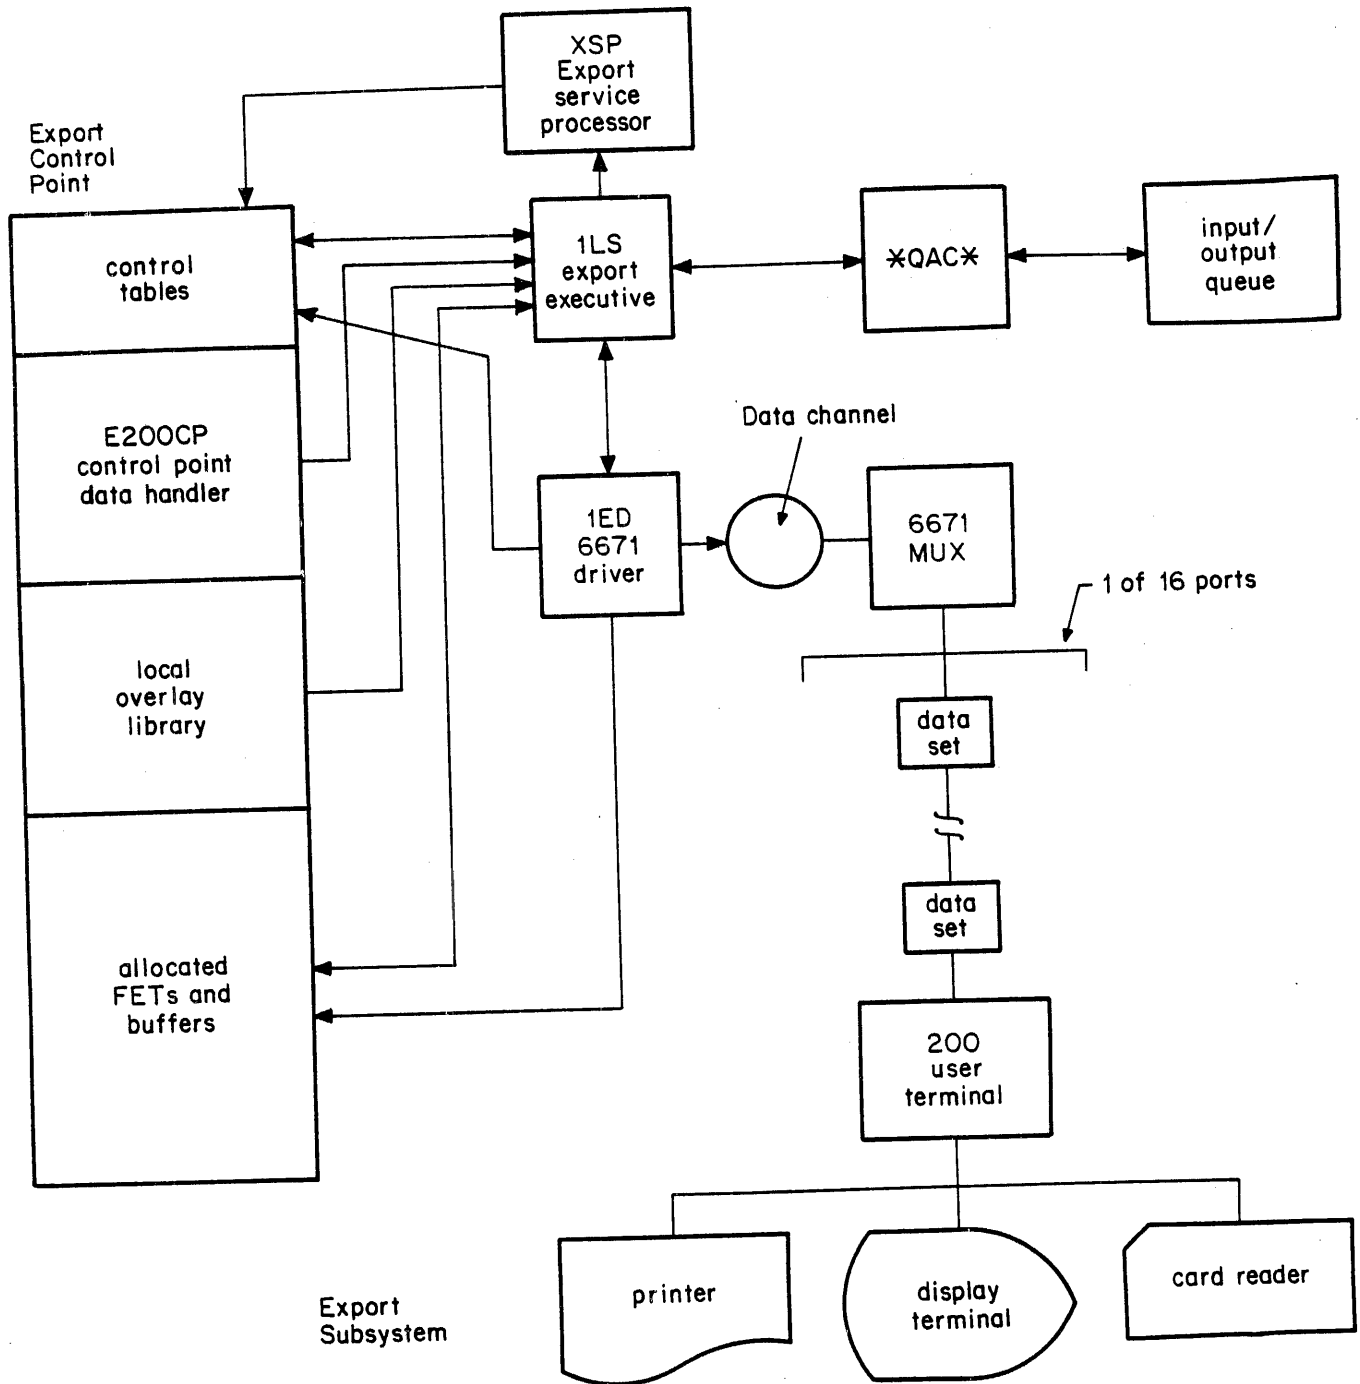 XSP
Export
service
processor
Export
Control
Point
control
tables
1LS
export
executive
*QAC*
input/
output
queue
E200CP
control point
data handler
Data channel
1ED
6671
driver
6671
MUX
1 of 16 ports
local
overlay
library
data
set
data
set
allocated
FETs and
buffers
200
user
terminal
printer
display
terminal
card reader
Export
Subsystem